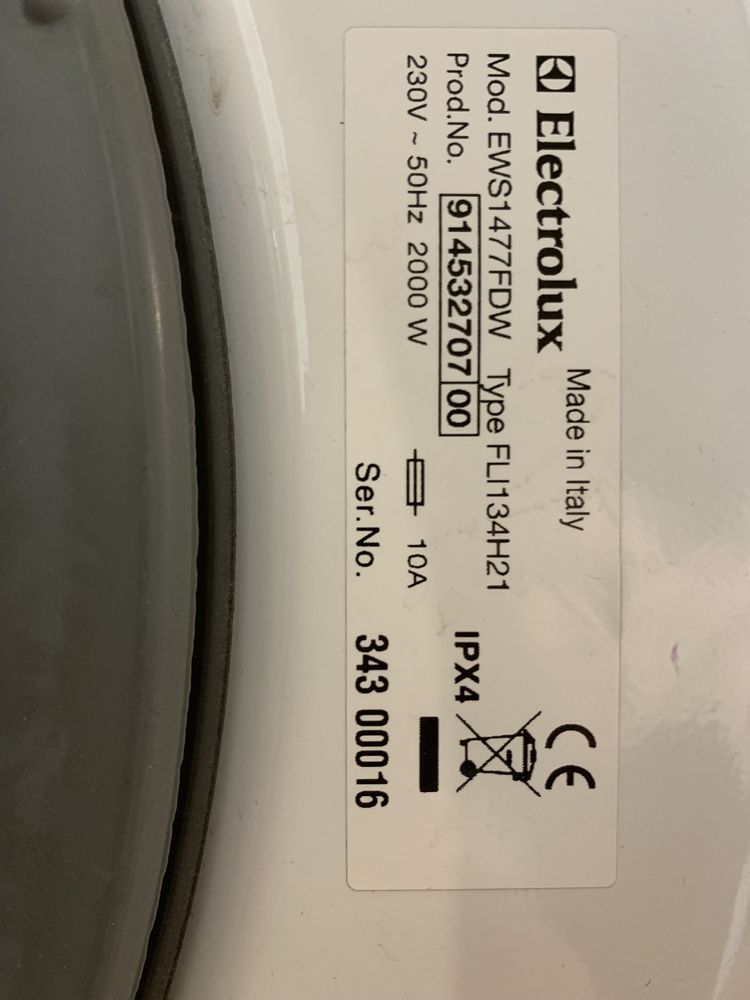 Electrolux
Made in Italy
Mod. EWS1477FDW Type FLI134H21
Prod.No. 914532707 00
IPX4
230V ~ 50Hz 2000 W
10A
Ser.No. 343 00016
CE